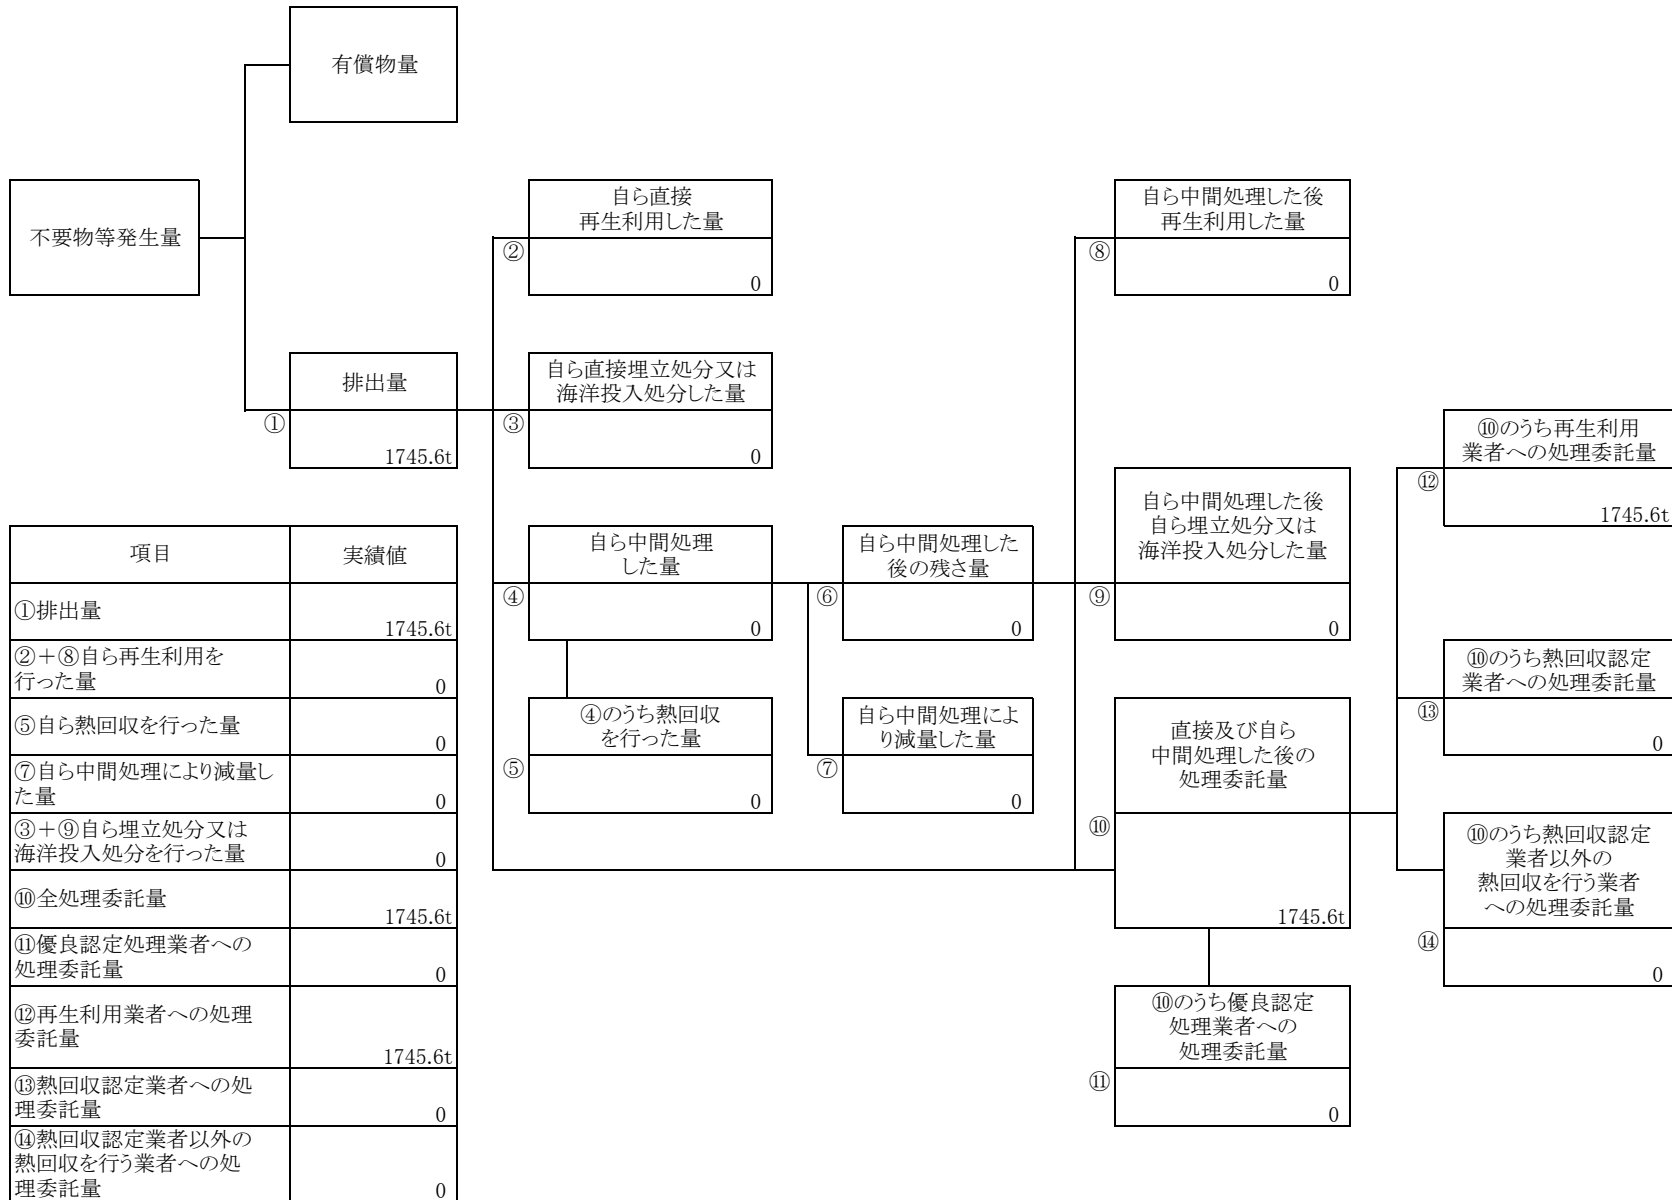 有償物量
不要物等発生量
自ら直接
再生利用した量
②
0
自ら中間処理した後
再生利用した量
⑧
0
排出量
①
1745.6t
自ら直接埋立処分又は
海洋投入処分した量
③
0
⑩のうち再生利用
業者への処理委託量
⑫
1745.6t
自ら中間処理
した量
④
0
自ら中間処理した
後の残さ量
⑥
0
自ら中間処理した後
自ら埋立処分又は
海洋投入処分した量
⑨
0
⑩のうち熱回収認定
業者への処理委託量
⑬
0
④のうち熱回収
を行った量
⑤
0
自ら中間処理によ
り減量した量
⑦
0
直接及び自ら
中間処理した後の
処理委託量
⑩
1745.6t
⑩のうち熱回収認定
業者以外の
熱回収を行う業者
への処理委託量
⑭
0
⑩のうち優良認定
処理業者への
処理委託量
⑪
0
項目
実績値
①排出量
1745.6t
②＋⑧自ら再生利用を
行った量
0
⑤自ら熱回収を行った量
0
⑦自ら中間処理により減量し
た量
0
③＋⑨自ら埋立処分又は
海洋投入処分を行った量
0
⑩全処理委託量
1745.6t
⑪優良認定処理業者への
処理委託量
0
⑫再生利用業者への処理
委託量
1745.6t
⑬熱回収認定業者への処
理委託量
0
⑭熱回収認定業者以外の
熱回収を行う業者への処
理委託量
0